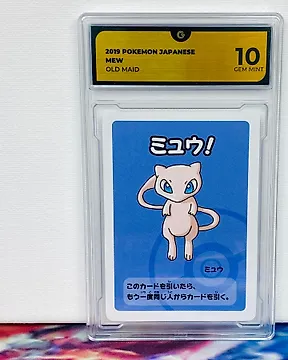 G
2019 POKEMON JAPANESE
MEW
OLD MAID
10
GEM MINT
ミュウ!
ミュウ
このカードを引いたら、
もう一度同じ人からカードを引く。